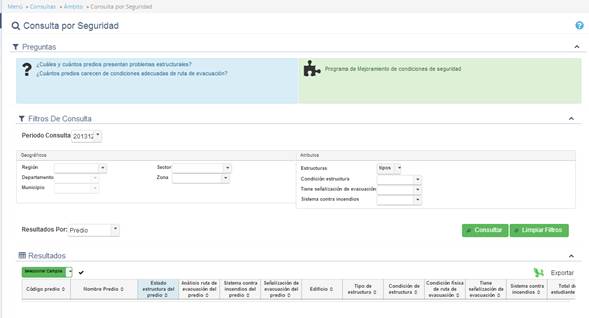 Menú » Consultas » Ámbito » Consulta por Seguridad
Consulta por Seguridad
Preguntas
¿Cuáles y cuántos predios presentan problemas estructurales?
¿Cuántos predios carecen de condiciones adecuadas de ruta de evacuación?
Programa de Mejoramiento de condiciones de seguridad
Filtros De Consulta
Periodo Consulta 201312
Geográficos
Atributos
Región
Sector
Estructuras
tipos
Departamento
Zona
Condición estructura
Municipio
Tiene señalización de evacuación
Sistema contra incendios
Resultados Por: Predio
Consultar
Limpiar Filtros
Resultados
Seleccionar Campos
Exportar
Código predio
Nombre Predio
Estado estructura del predio
Análisis ruta de evacuación del predio
Sistema contra incendios del predio
Señalización de evacuación del predio
Edificio
Tipo de estructura
Condición de estructura
Condición física de ruta de evacuación
Tiene señalización de evacuación
Sistema contra incendios
Total de estudiante